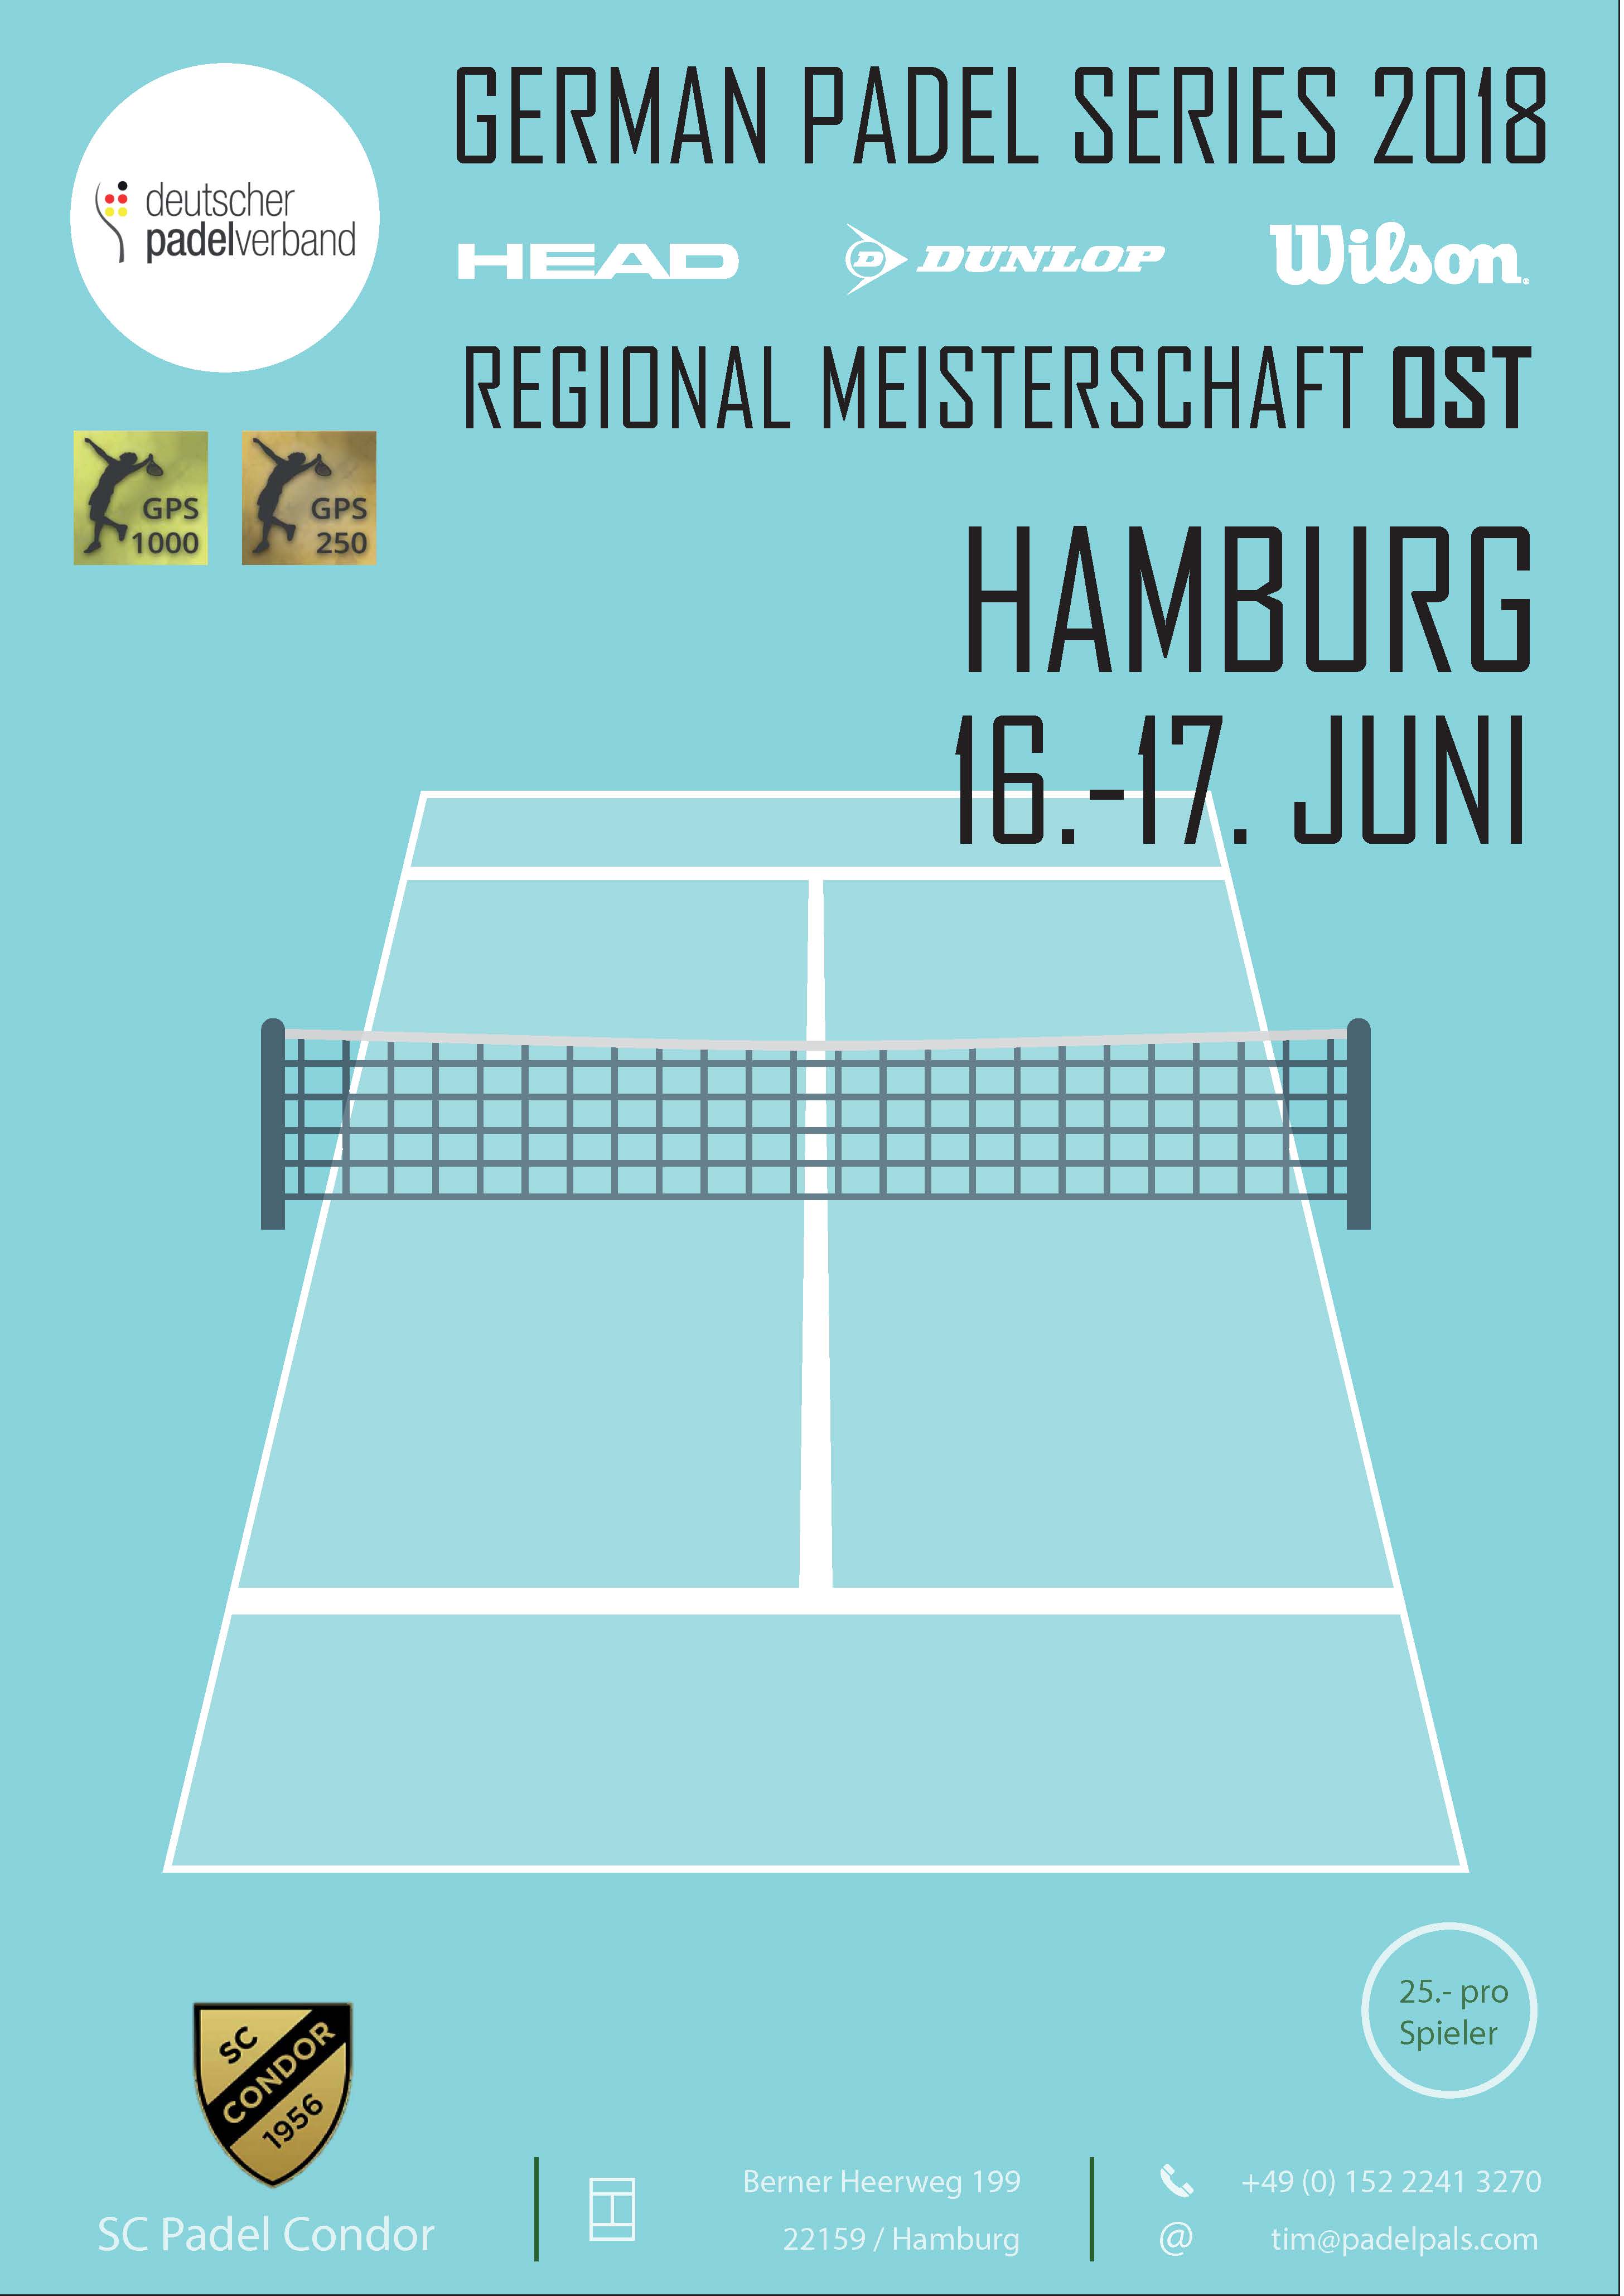 GERMAN PADEL SERIES 2018
deutscher
padelverband
HEAD
D DUNLOP
Wilson
REGIONAL MEISTERSCHAFT OST
GPS
1000
GPS
250
HAMBURG
16.-17. JUNI
25.- pro
Spieler
SC
CONDOR
1956
SC Padel Condor
Berner Heerweg 199
22159 / Hamburg
+49 (0) 152 2241 3270
@ tim@padelpals.com